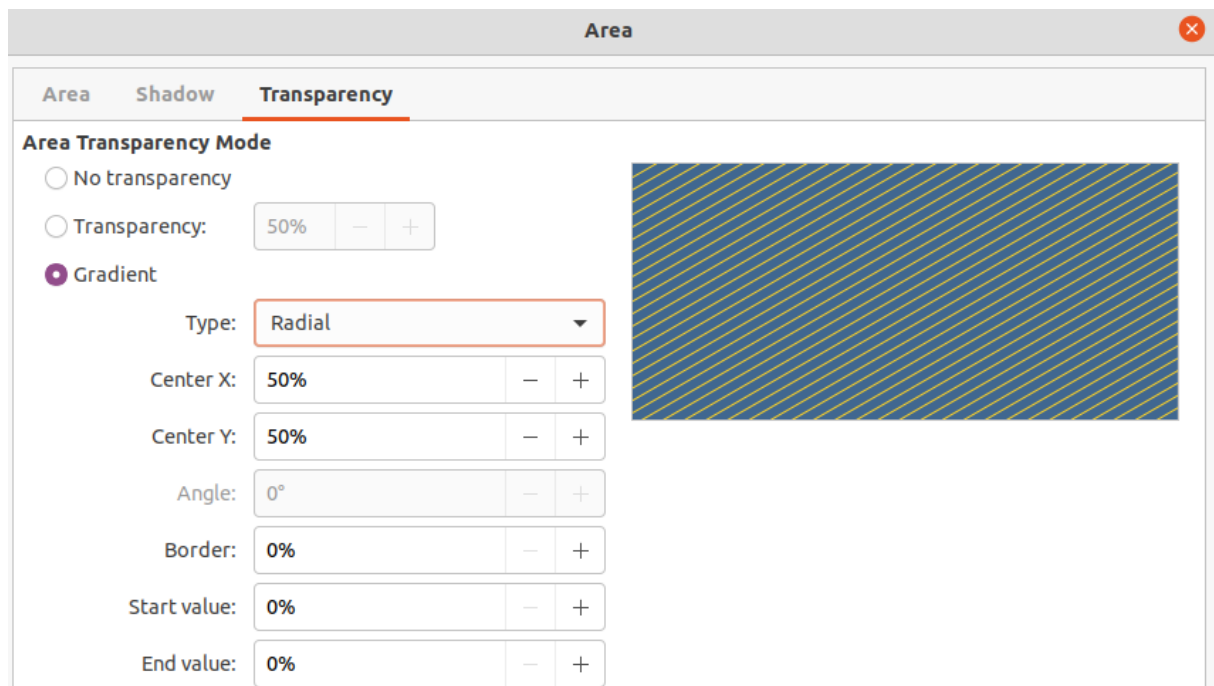 Area
Area Shadow Transparency
Area Transparency Mode
No transparency
Transparency: 50%
Gradient
Type: Radial
Center X: 50%
Center Y: 50%
Angle: 0°
Border: 0%
Start value: 0%
End value: 0%